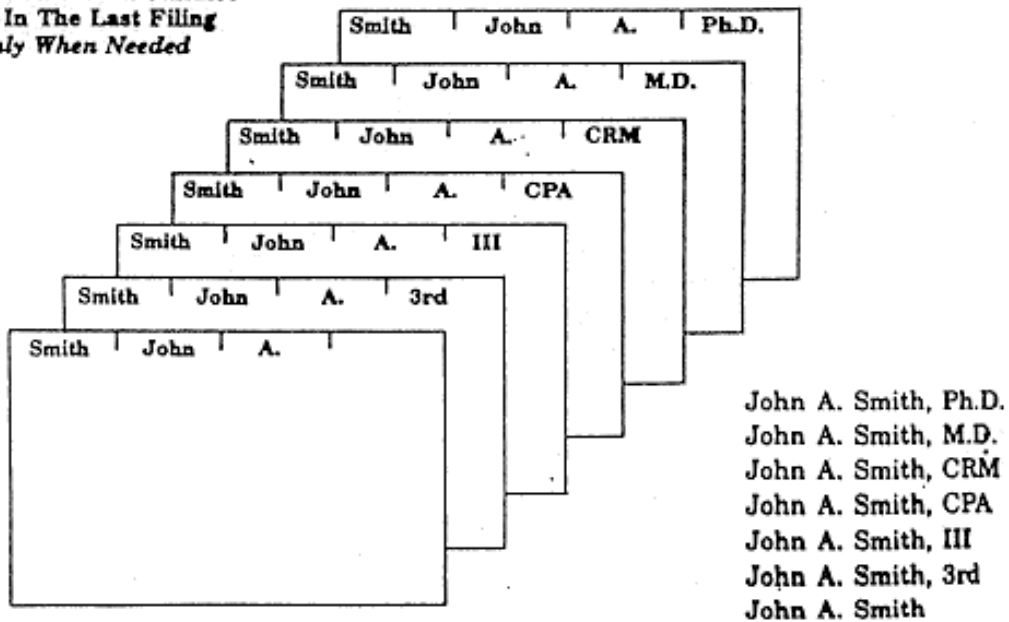 In The Last Filing
When Needed
Smith John A. Ph.D.
Smith John A. M.D.
Smith John A. CRM
Smith John A. CPA
Smith John A. III
Smith John A. 3rd
Smith John A.
John A. Smith, Ph.D.
John A. Smith, M.D.
John A. Smith, CRM
John A. Smith, CPA
John A. Smith, III
John A. Smith, 3rd
John A. Smith